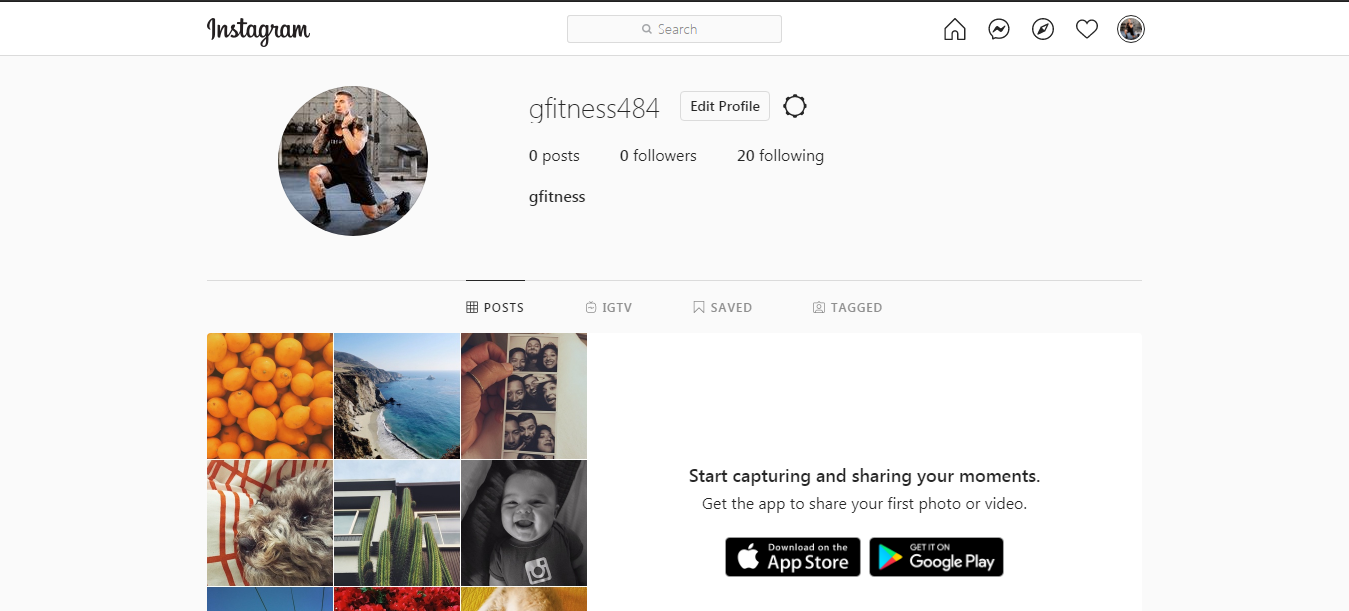 Instagram
Search
gfitness484
Edit Profile
0 posts 0 followers 20 following
gfitness
POSTS IGTV SAVED TAGGED
Start capturing and sharing your moments.
Get the app to share your first photo or video.
Download on the
App Store
GET IT ON
Google Play